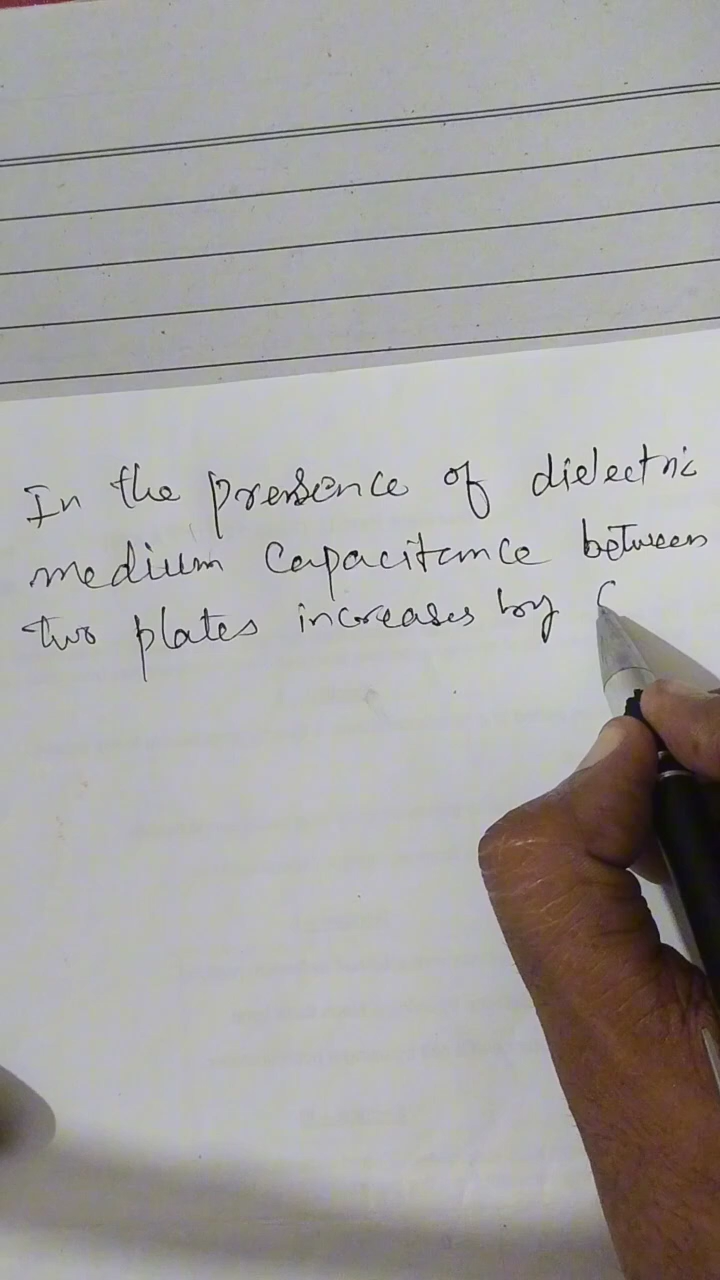 In the presence of dielectric
medium Capacitance between
two plates increases by